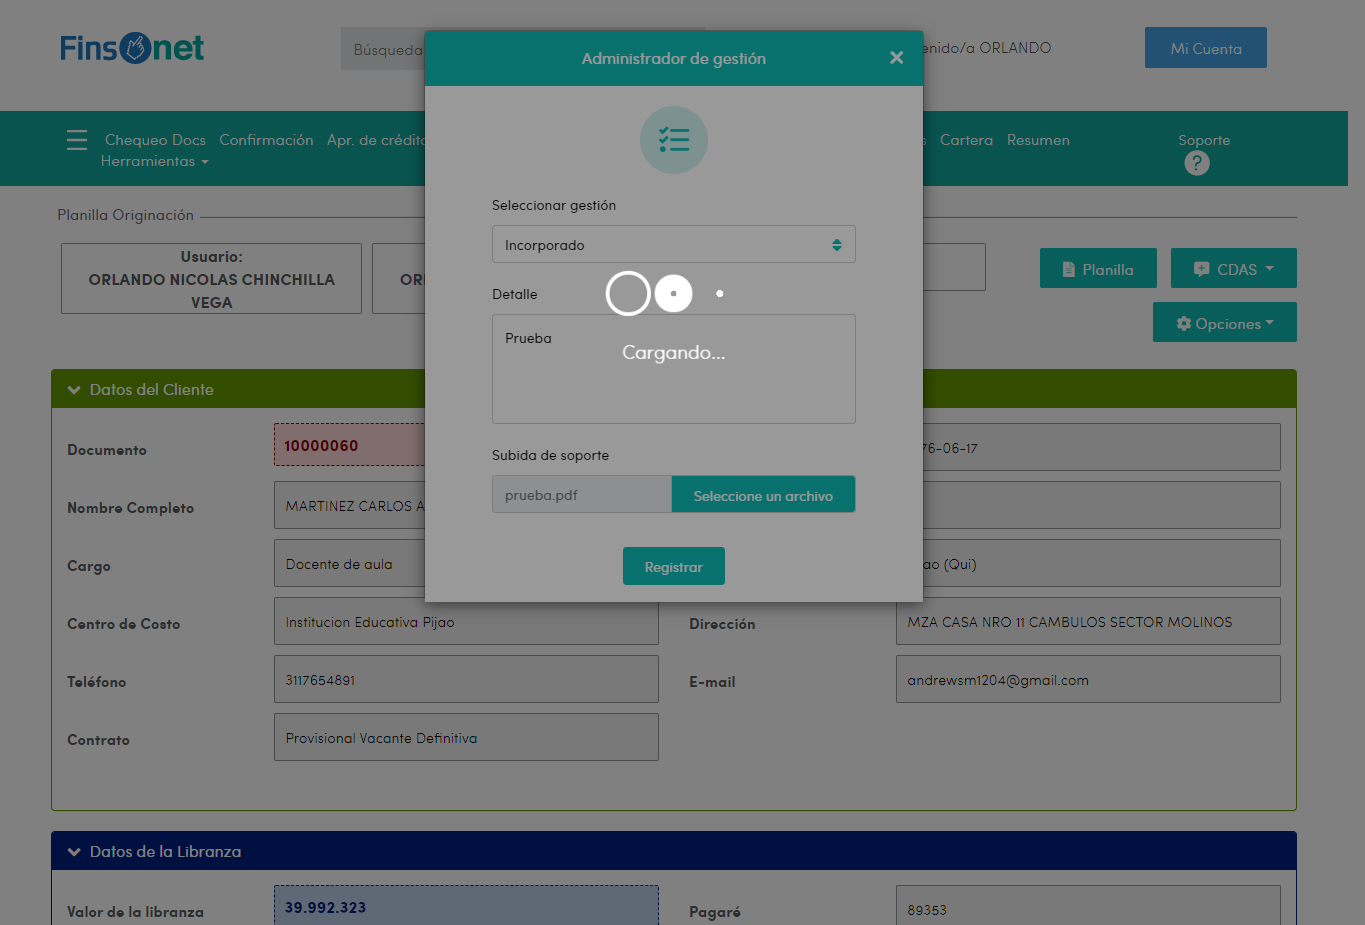 Finsonet
Búsqueda
enido/a ORLANDO
Mi Cuenta
Administrador de gestión
Chequeo Docs
Confirmación
Apr. de crédito
Cartera
Resumen
Soporte
Herramientas
?
Planilla Originación
Seleccionar gestión
Incorporado
Usuario:
ORLANDO NICOLAS CHINCHILLA
VEGA
OR
Planilla
CDAS
Opciones
Detalle
Prueba
Cargando...
Subida de soporte
prueba.pdf
Seleccione un archivo
Registrar
Datos del Cliente
Documento
10000060
76-06-17
Nombre Completo
MARTINEZ CARLOS A
Cargo
Docente de aula
ao (Qui)
Centro de Costo
Institucion Educativa Pijao
Dirección
MZA CASA NRO 11 CAMBULOS SECTOR MOLINOS
Teléfono
3117654891
E-mail
andrewsm1204@gmail.com
Contrato
Provisional Vacante Definitiva
Datos de la Libranza
Valor de la libranza
39.992.323
Pagaré
89353